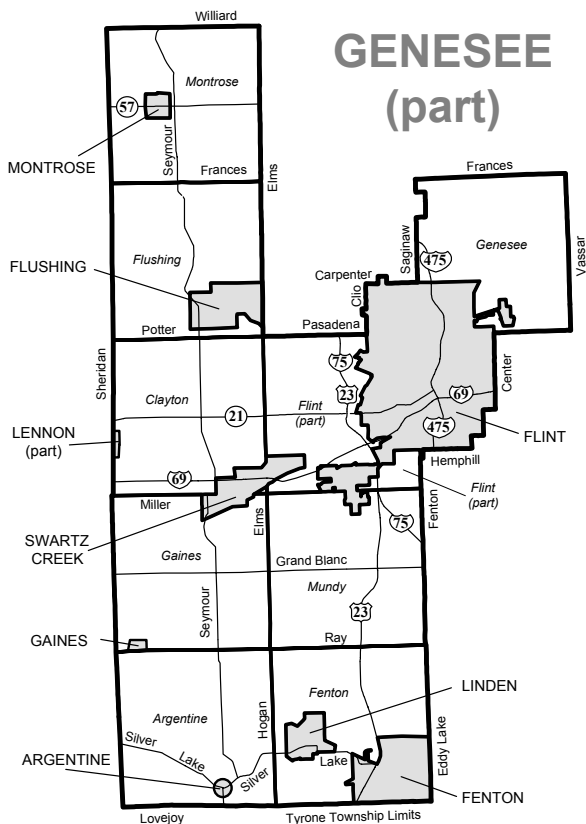 Williard
GENESEE
(part)
Montrose
57
MONTROSE
Seymour
Frances
Elms
Frances
Saginaw
475
Genesee
Vassar
Flushing
FLUSHING
Carpenter
Clio
Potter
Pasadena
75
Sheridan
Clayton
23
69
Center
21
Flint
(part)
LENNON
(part)
475
FLINT
69
Hemphill
Flint
(part)
Miller
Elms
Fenton
75
SWARTZ
CREEK
Gaines
Grand Blanc
Mundy
Seymour
23
GAINES
Ray
Hogan
Fenton
LINDEN
Argentine
Silver
Lake
Silver
Lake
Eddy Lake
ARGENTINE
FENTON
Lovejoy
Tyrone Township Limits